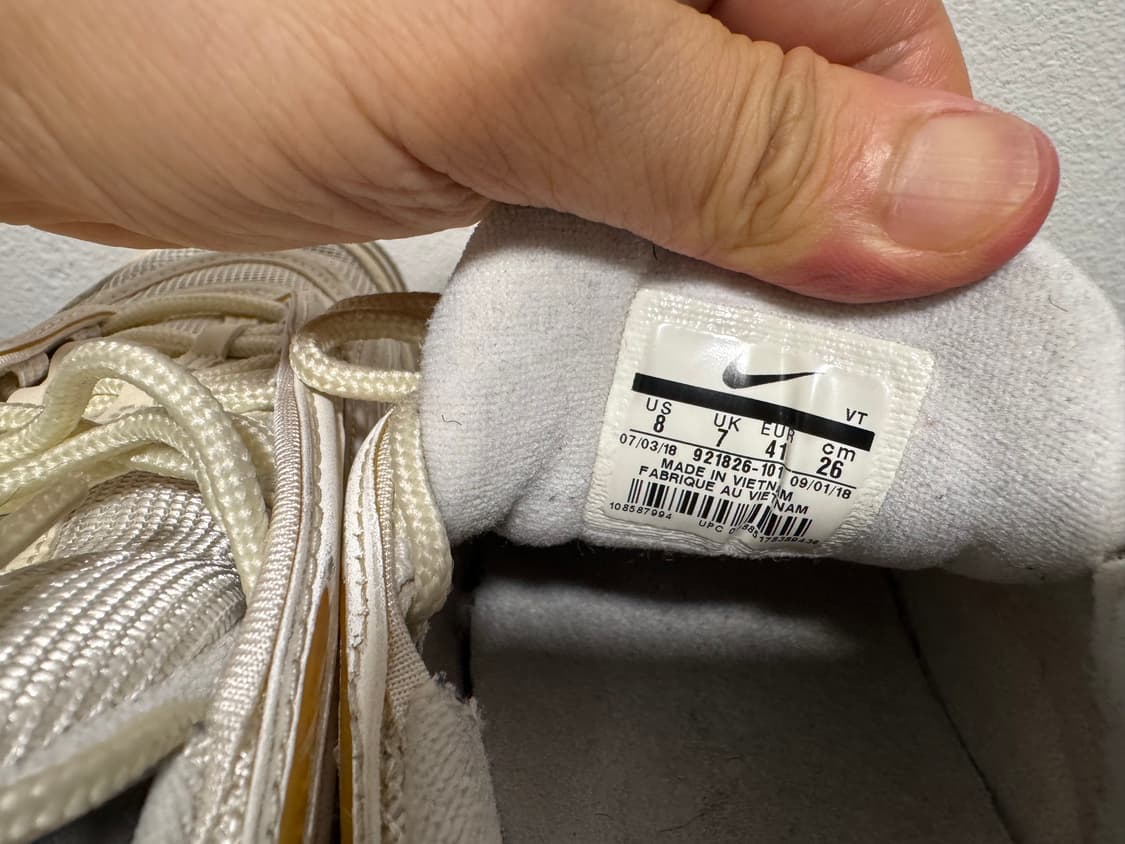 VT
US UK EUR cm
8 7 41 26
07/03/18 921826-101 09/01/18
MADE IN VIETNAM
FABRIQUE AU VIETNAM
108587994 UPC